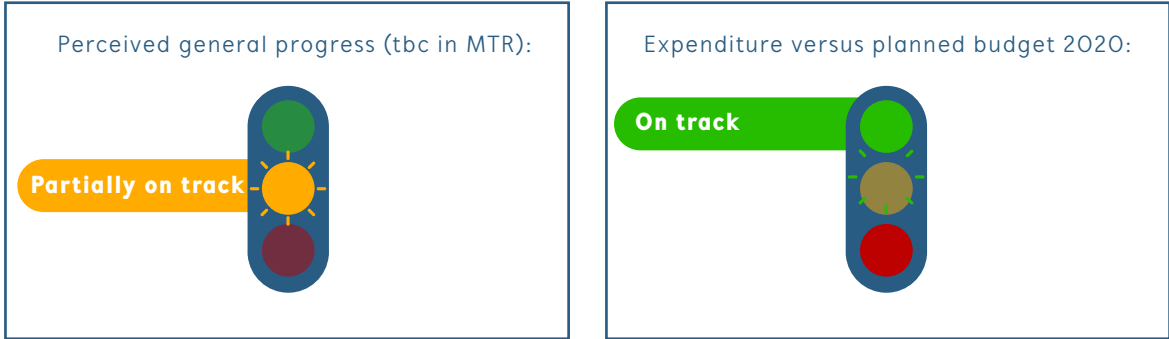 Perceived general progress (tbc in MTR):
Partially on track
Expenditure versus planned budget 2020:
On track